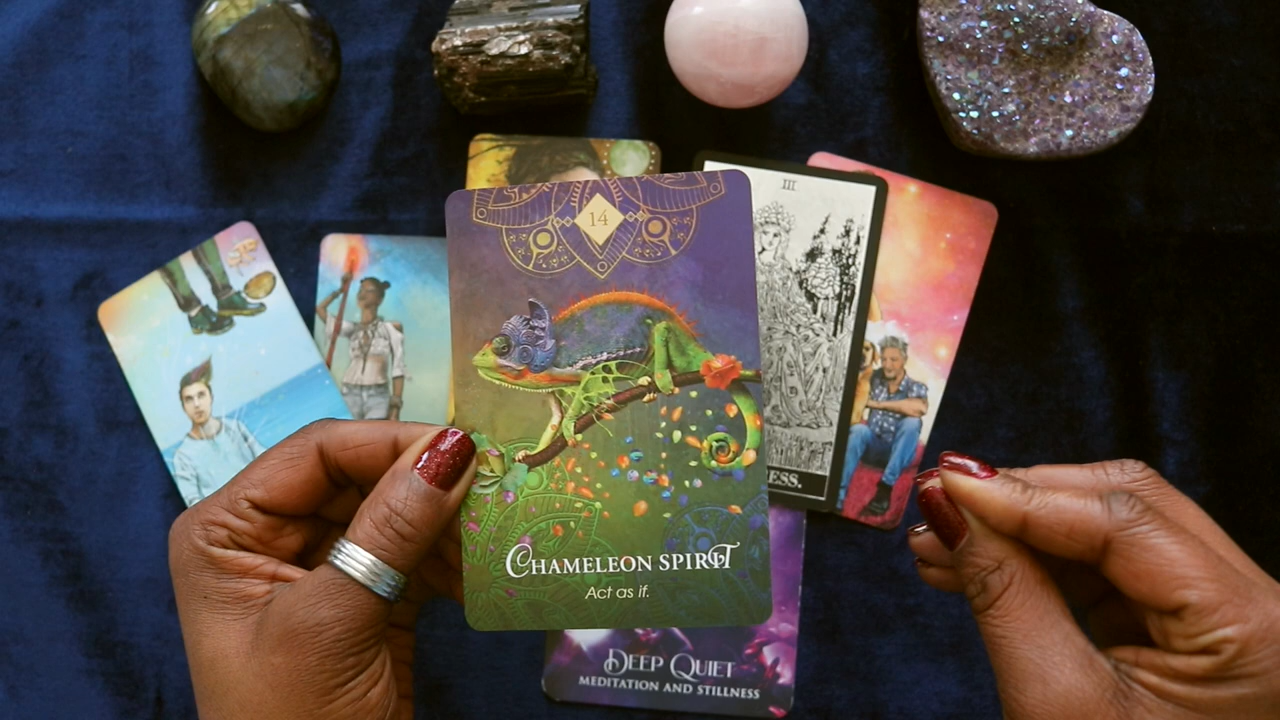 III
14
ESS.
CHAMELEON SPIRIT
Act as if.
DEEP QUIET
MEDITATION AND STILLNESS